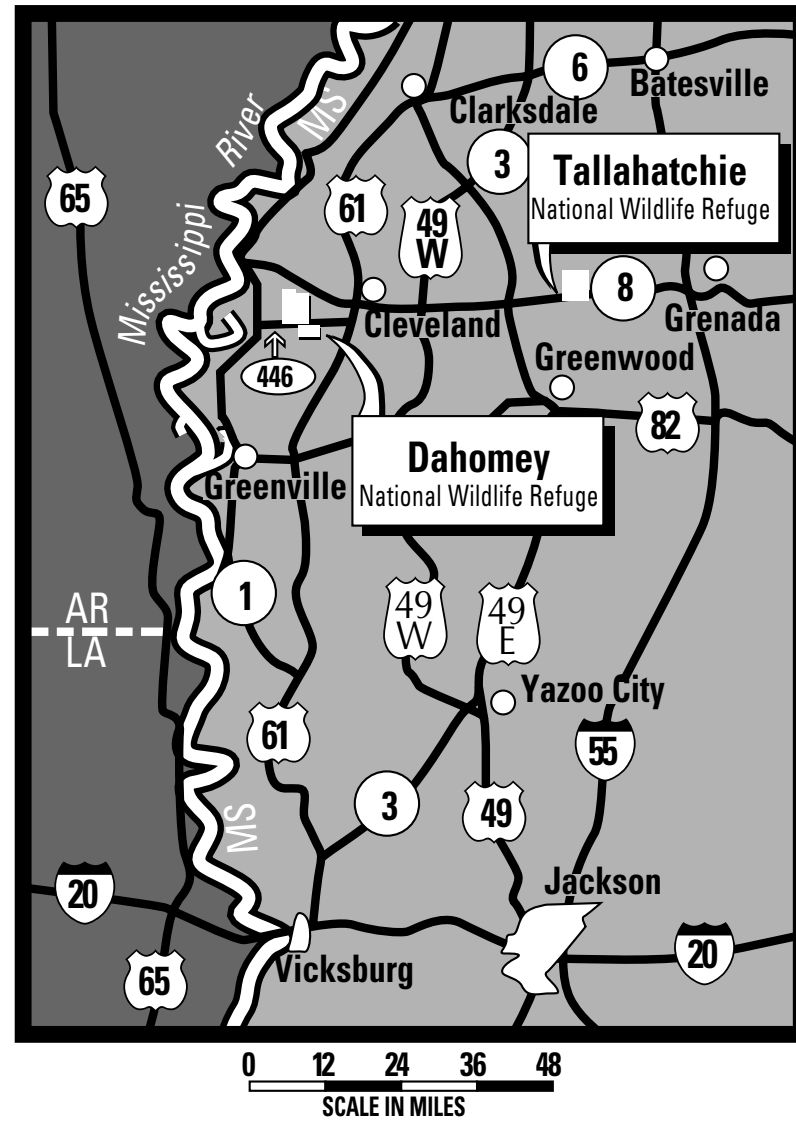 6
Batesville
MS
Clarksdale
River
3
Tallahatchie
National Wildlife Refuge
65
61
49
W
Mississippi
8
Cleveland
Grenada
Greenwood
446
82
Dahomey
National Wildlife Refuge
Greenville
1
49
W
49
E
AR
LA
Yazoo City
61
55
3
49
MS
20
Jackson
20
65
Vicksburg
0 12 24 36 48
SCALE IN MILES